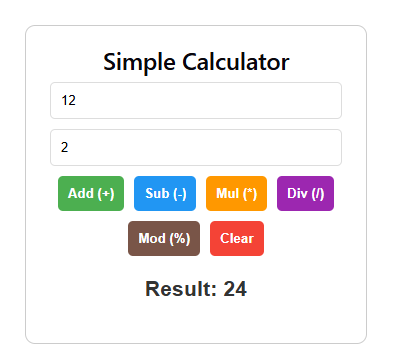 Simple Calculator
12
2
Add (+) Sub (-) Mul (*) Div (/)
Mod (%) Clear
Result: 24